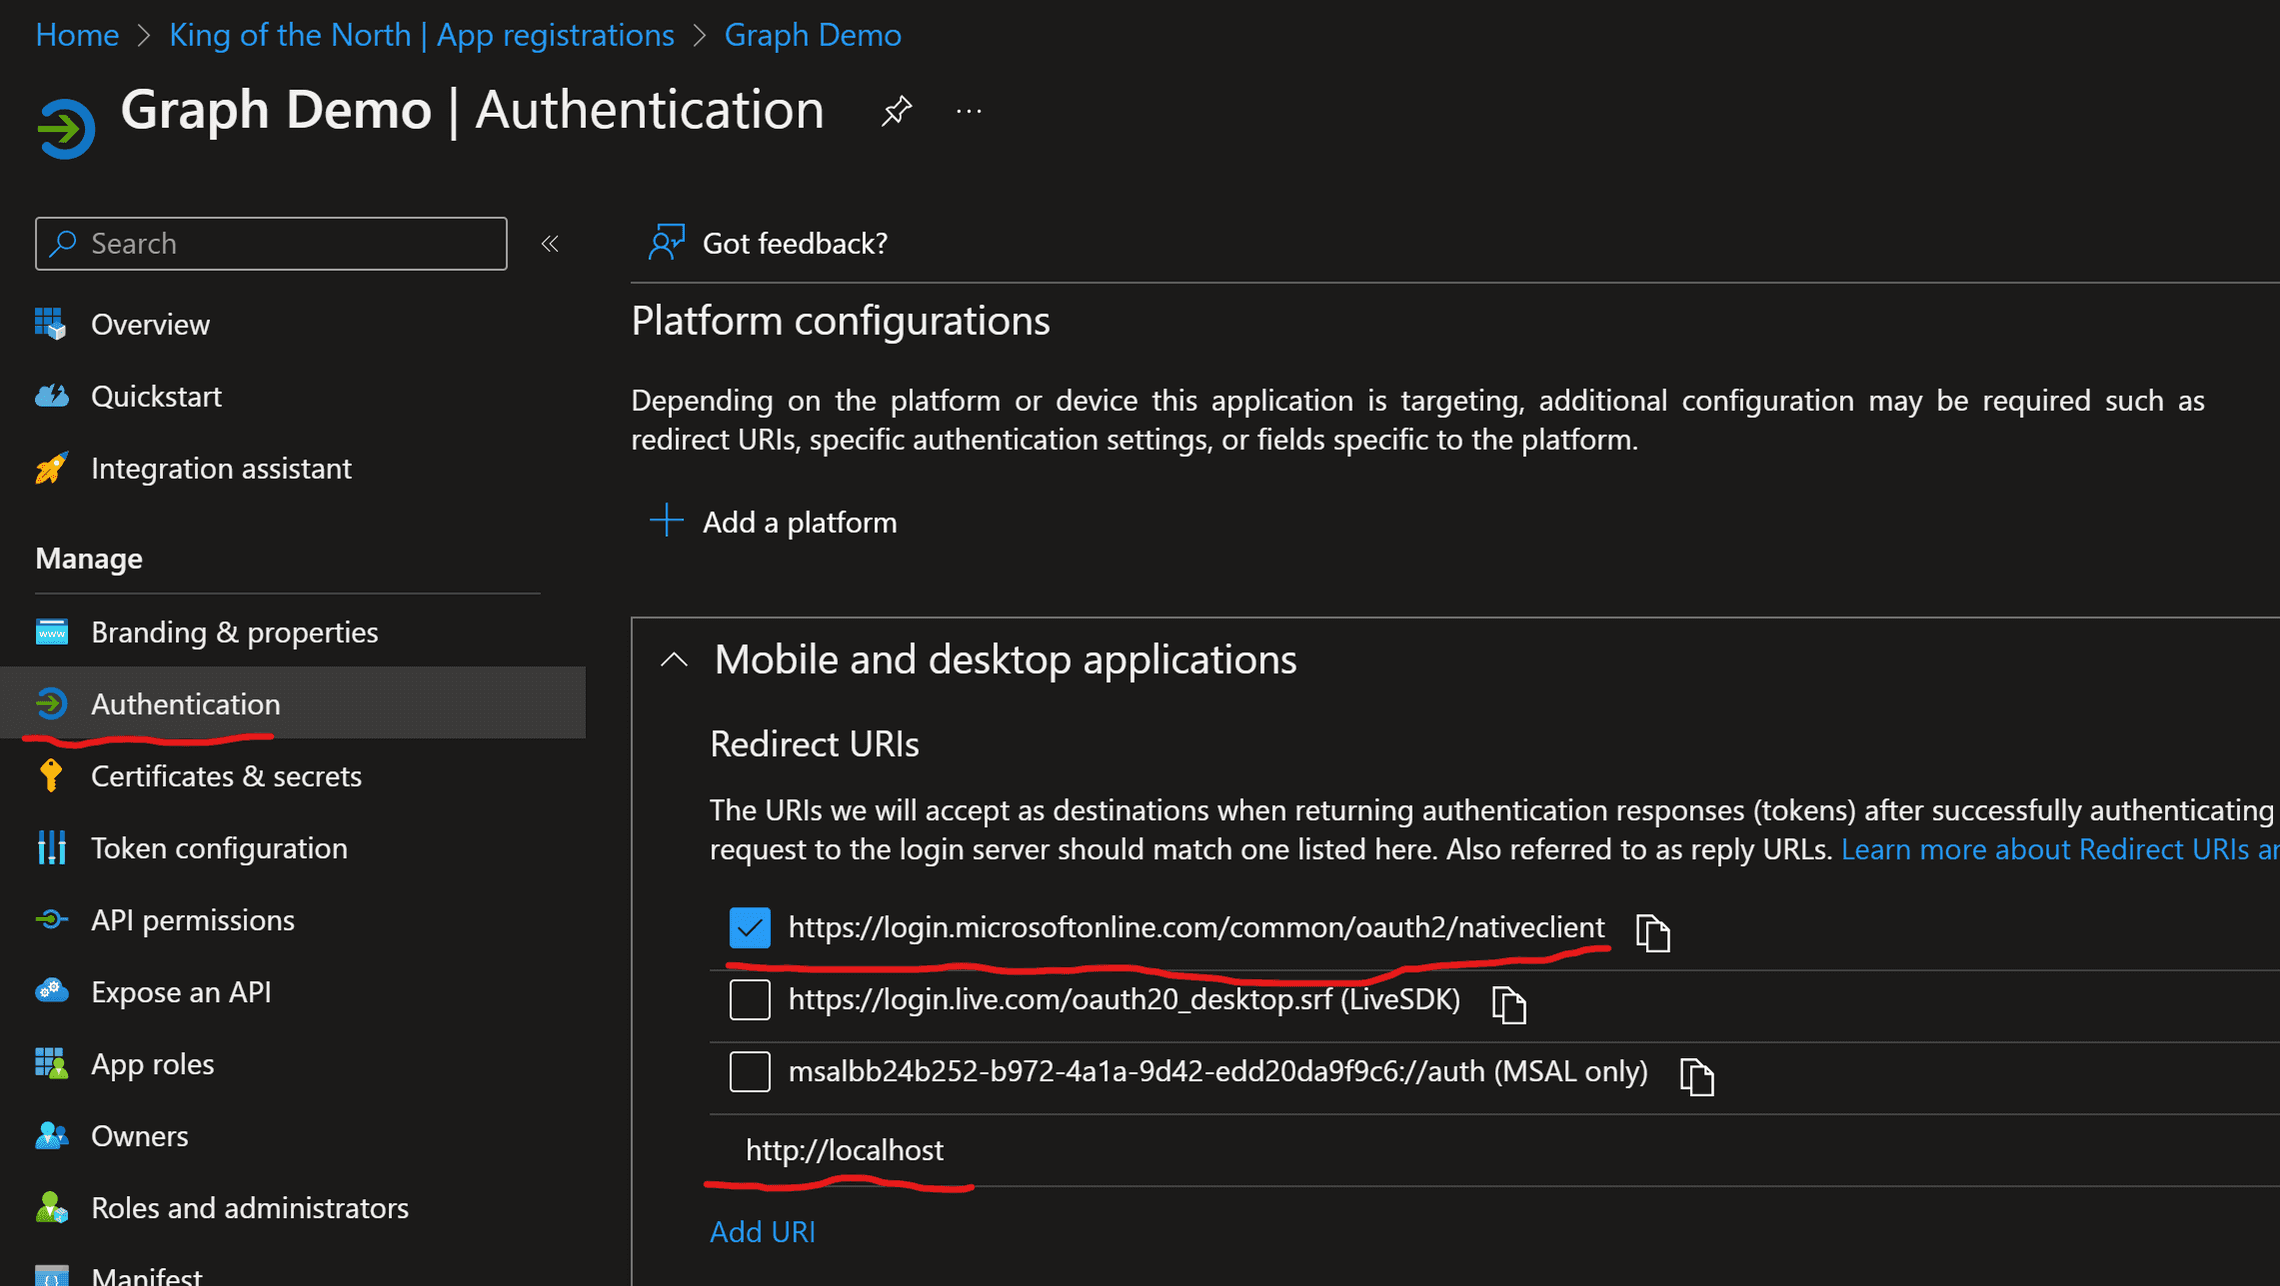 Home > King of the North | App registrations > Graph Demo
Graph Demo | Authentication ...
Search «
Overview
Quickstart
Integration assistant
Manage
www Branding & properties
Authentication
Certificates & secrets
Token configuration
API permissions
Expose an API
App roles
Owners
Roles and administrators
Manifest
Got feedback?
Platform configurations
Depending on the platform or device this application is targeting, additional configuration may be required such as
redirect URIs, specific authentication settings, or fields specific to the platform.
Add a platform
Mobile and desktop applications
Redirect URIs
The URIs we will accept as destinations when returning authentication responses (tokens) after successfully authenticating
request to the login server should match one listed here. Also referred to as reply URLs. Learn more about Redirect URIs
https://login.microsoftonline.com/common/oauth2/nativeclient
https://login.live.com/oauth20_desktop.srf (LiveSDK)
msalbb24b252-b972-4a1a-9d42-edd20da9f9c6://auth (MSAL only)
http://localhost
Add URI